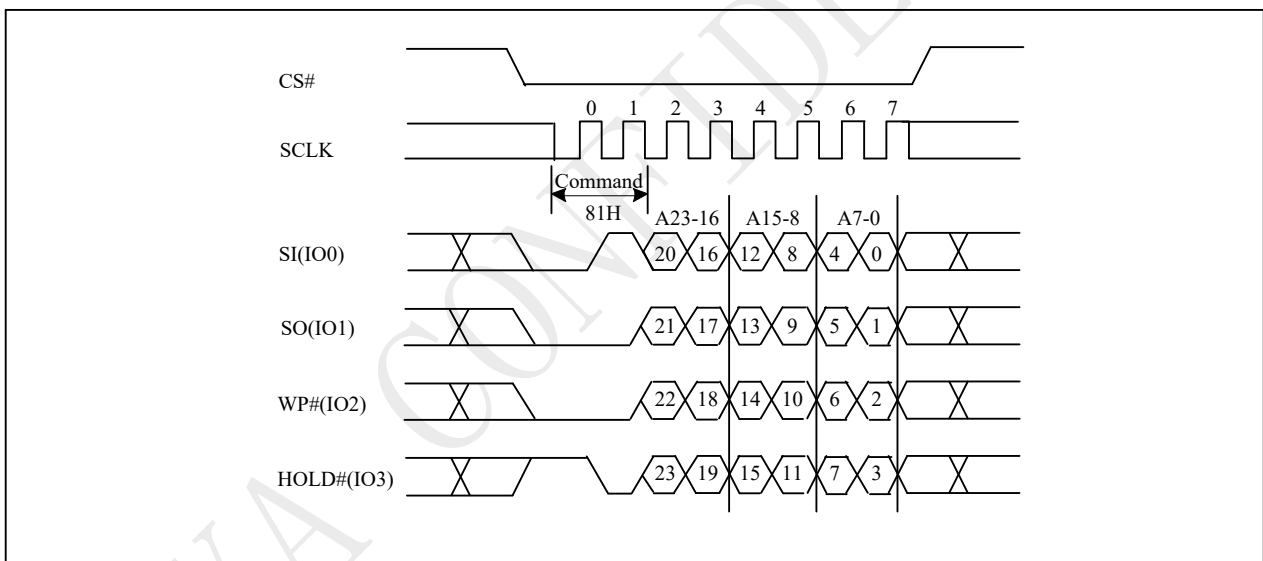 CS#
0 1 2 3 4 5 6 7
SCLK
Command
81H
A23-16 A15-8 A7-0
SI(IO0) 20 16 12 8 4 0
SO(IO1) 21 17 13 9 5 1
WP#(IO2) 22 18 14 10 6 2
HOLD#(IO3) 23 19 15 11 7 3